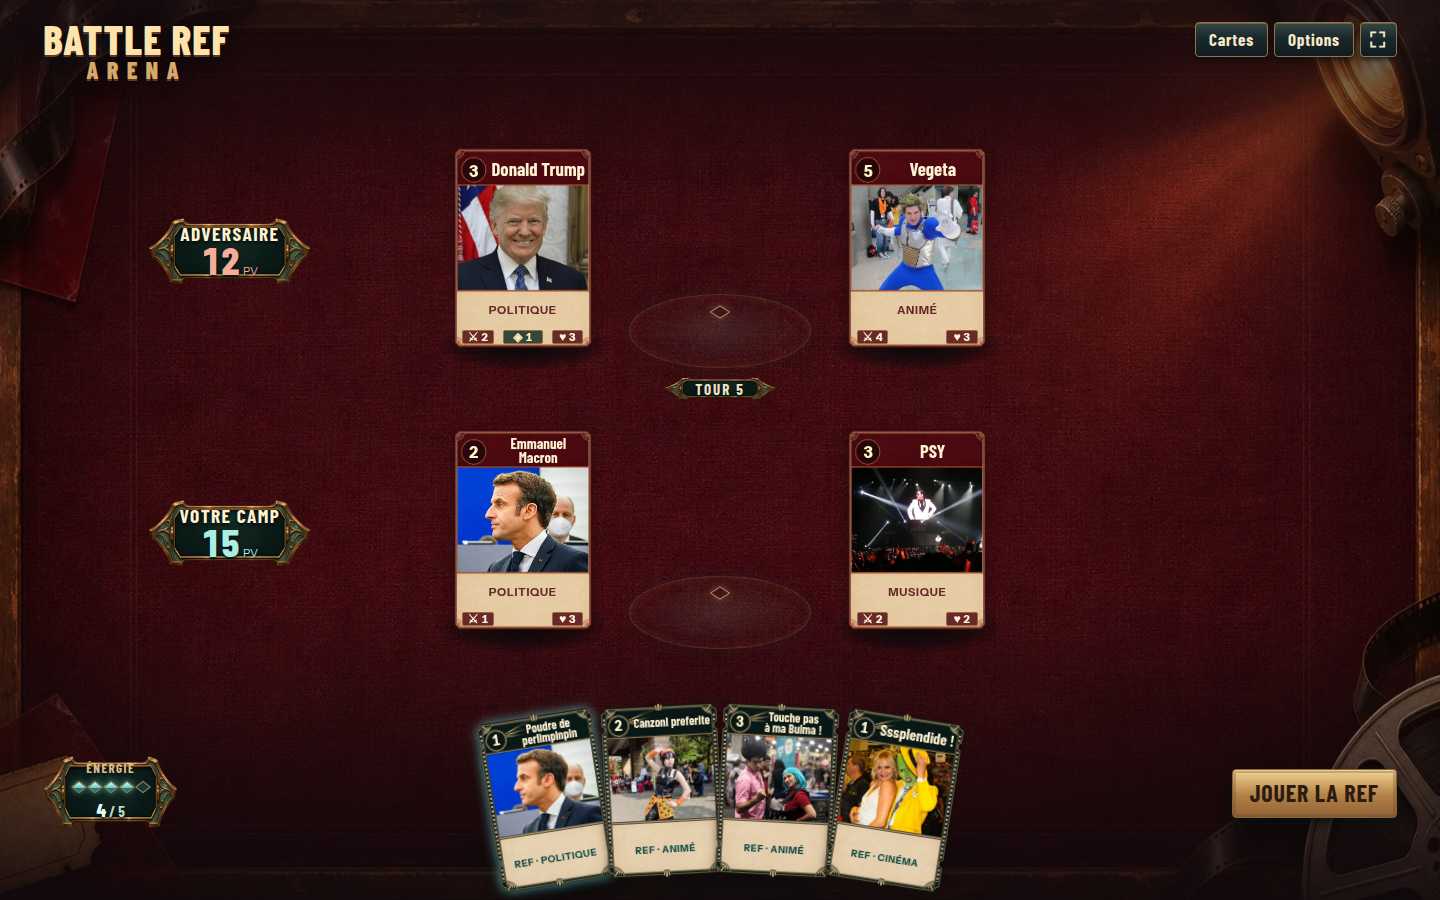 BATTLE REF
ARENA
Cartes
Options
3 Donald Trump
POLITIQUE
2 1 3
5 Vegeta
ANIMÉ
4 3
ADVERSAIRE
12 PV
TOUR 5
2 Emmanuel
Macron
POLITIQUE
1 3
3 PSY
MUSIQUE
2 2
VOTRE CAMP
15 PV
ÉNERGIE
4/5
1 Poudre de
perlimpinpin
REF · POLITIQUE
2 Canzoni preferite
REF · ANIMÉ
3 Touche pas
à ma Bulma !
REF · ANIMÉ
1 Sssplendide !
REF · CINÉMA
JOUER LA REF